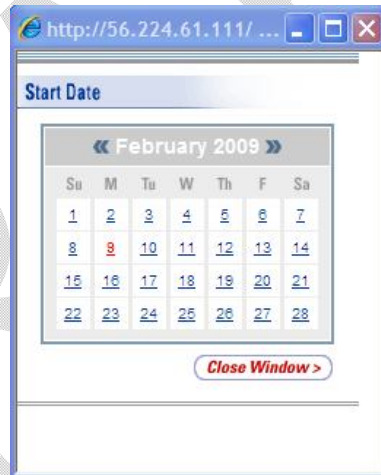 http://56.224.61.111/ ...
Start Date
« February 2009 »
Su M Tu W Th F Sa
1 2 3 4 5 6 7
8 9 10 11 12 13 14
15 16 17 18 19 20 21
22 23 24 25 26 27 28
Close Window >